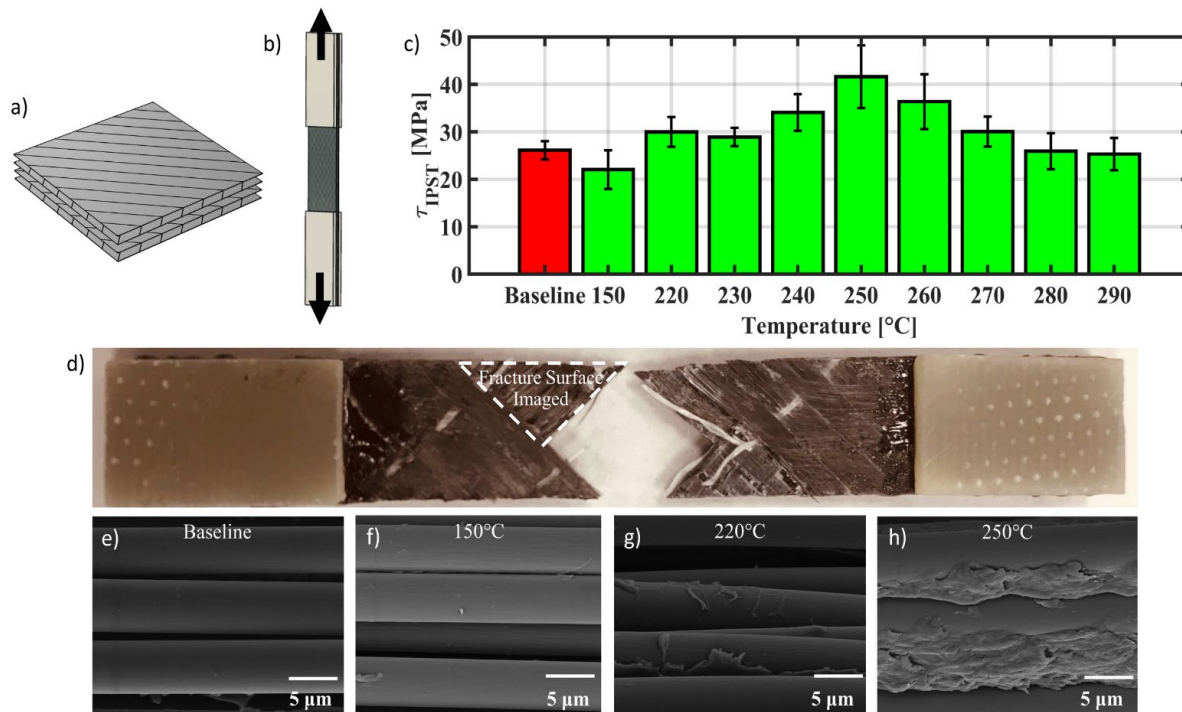 a)
b)
c)
50
40
30
20
10
0
τIPST [MPa]
Baseline 150 220 230 240 250 260 270 280 290
Temperature [°C]
d)
Fracture Surface
Imaged
e) Baseline
5 µm
f) 150°C
5 µm
g) 220°C
5 µm
h) 250°C
5 µm